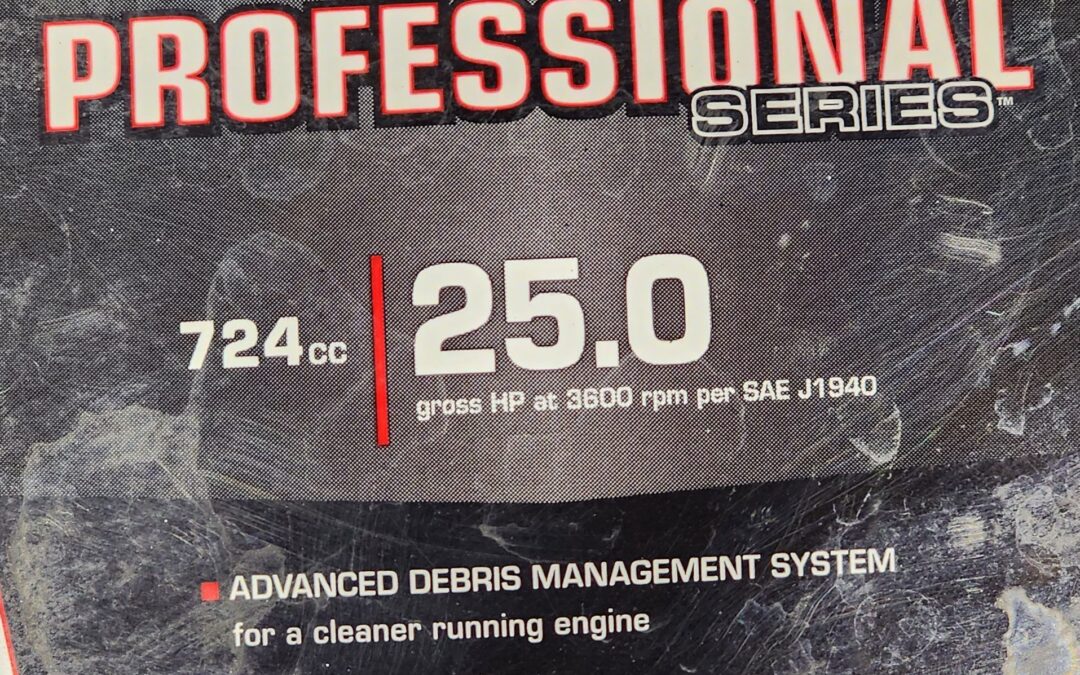 PROFESSIONAL
SERIES™
724cc
25.0
gross HP at 3600 rpm per SAE J1940
ADVANCED DEBRIS MANAGEMENT SYSTEM
for a cleaner running engine